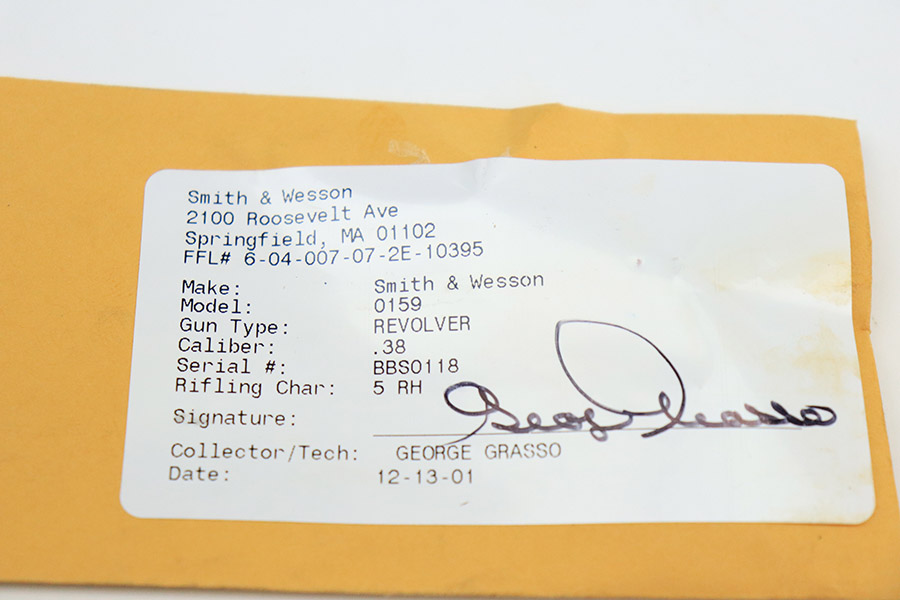 Smith & Wesson
2100 Roosevelt Ave
Springfield, MA 01102
FFL# 6-04-007-07-2E-10395
Make: Smith & Wesson
Model: 0159
Gun Type: REVOLVER
Caliber: .38
Serial #: BBS0118
Rifling Char: 5 RH
Signature: George Grasso
Collector/Tech: GEORGE GRASSO
Date: 12-13-01